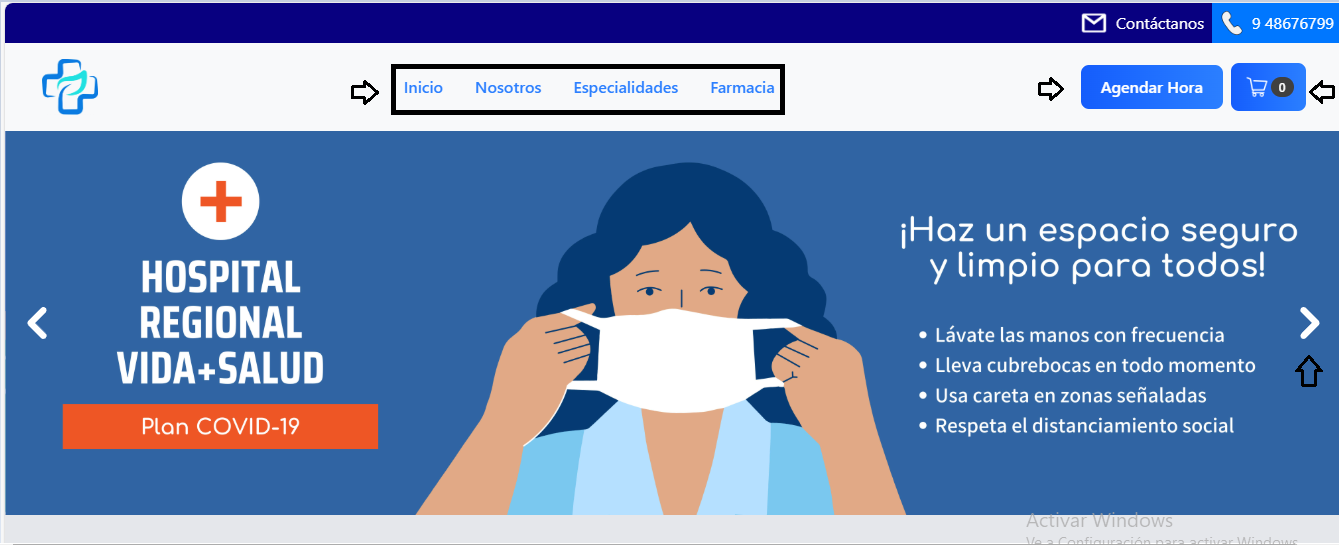 Contáctanos 9 48676799
Inicio Nosotros Especialidades Farmacia Agendar Hora 0
HOSPITAL
REGIONAL
VIDA+SALUD
Plan COVID-19
¡Haz un espacio seguro
y limpio para todos!
• Lávate las manos con frecuencia
• Lleva cubrebocas en todo momento
• Usa careta en zonas señaladas
• Respeta el distanciamiento social
Activar Windows
Ve a Configuración para activar Windows.